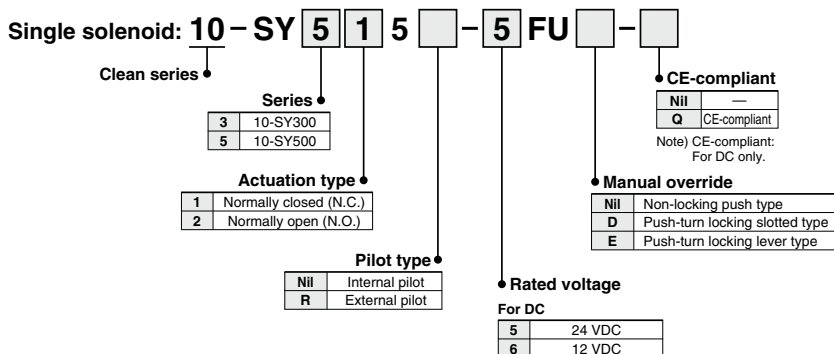 Single solenoid: 10 – SY 5 1 5 – 5 FU –
Clean series
Series
3 10-SY300
5 10-SY500
Actuation type
1 Normally closed (N.C.)
2 Normally open (N.O.)
Pilot type
Nil Internal pilot
R External pilot
Rated voltage
For DC
5 24 VDC
6 12 VDC
Manual override
Nil Non-locking push type
D Push-turn locking slotted type
E Push-turn locking lever type
CE-compliant
Nil —
Q CE-compliant
Note) CE-compliant:
For DC only.